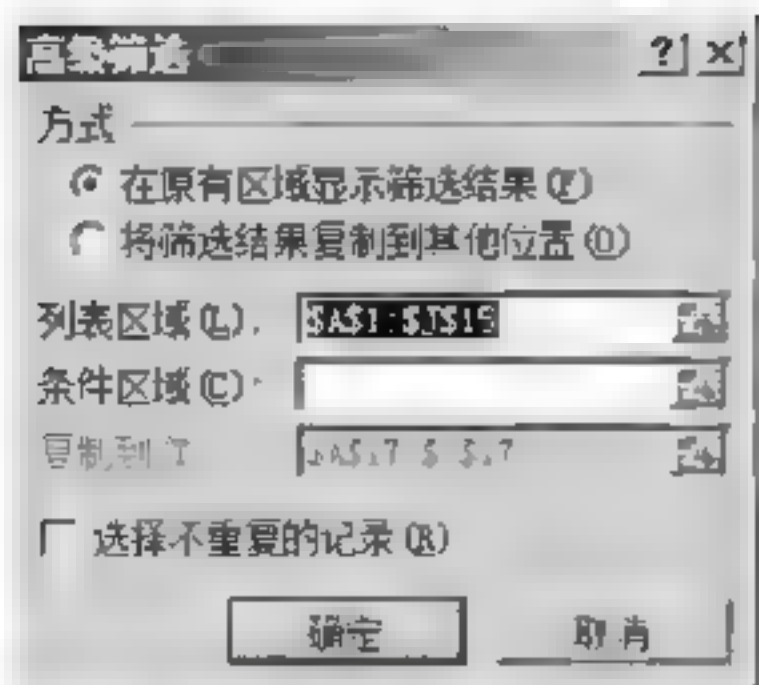 高级筛选
方式
在原有区域显示筛选结果(F)
将筛选结果复制到其他位置(O)
列表区域(L):
条件区域(C):
复制到(T
选择不重复的记录(R)
确定
取消